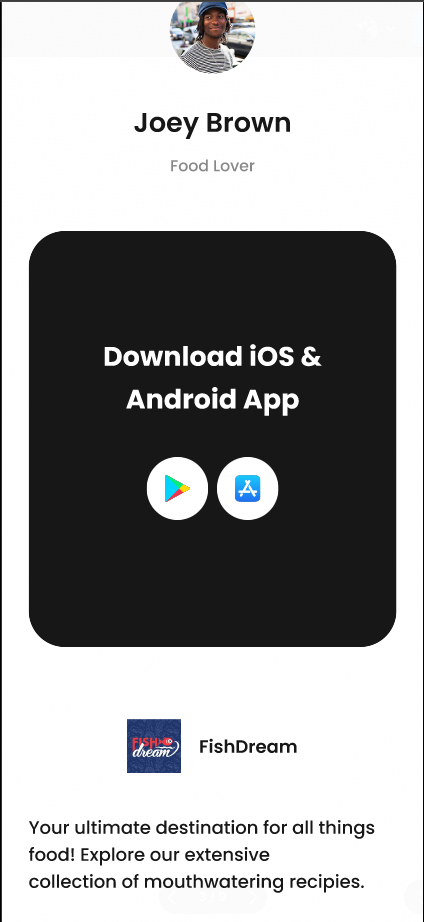 Joey Brown
Food Lover
Download iOS &
Android App
FISH
dream
FishDream
Your ultimate destination for all things
food! Explore our extensive
collection of mouthwatering recipies.